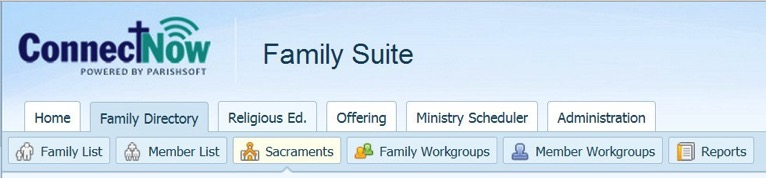 ConnectNow
POWERED BY PARISHSOFT
Family Suite
Home Family Directory Religious Ed. Offering Ministry Scheduler Administration
Family List Member List Sacraments Family Workgroups Member Workgroups Reports